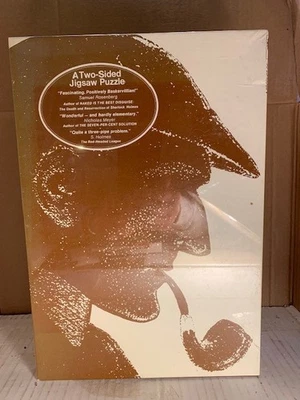 A Two-Sided
Jigsaw Puzzle
"Fascinating. Positively Baskervillian!"
Samuel Rosenberg
Author of NAKED IS THE BEST DISGUISE
The Death and Resurrection of Sherlock Holmes
"Wonderful – and hardly elementary."
Nicholas Meyer
Author of THE SEVEN-PER-CENT SOLUTION
"Quite a three-pipe problem."
S. Holmes
The Red-Headed League